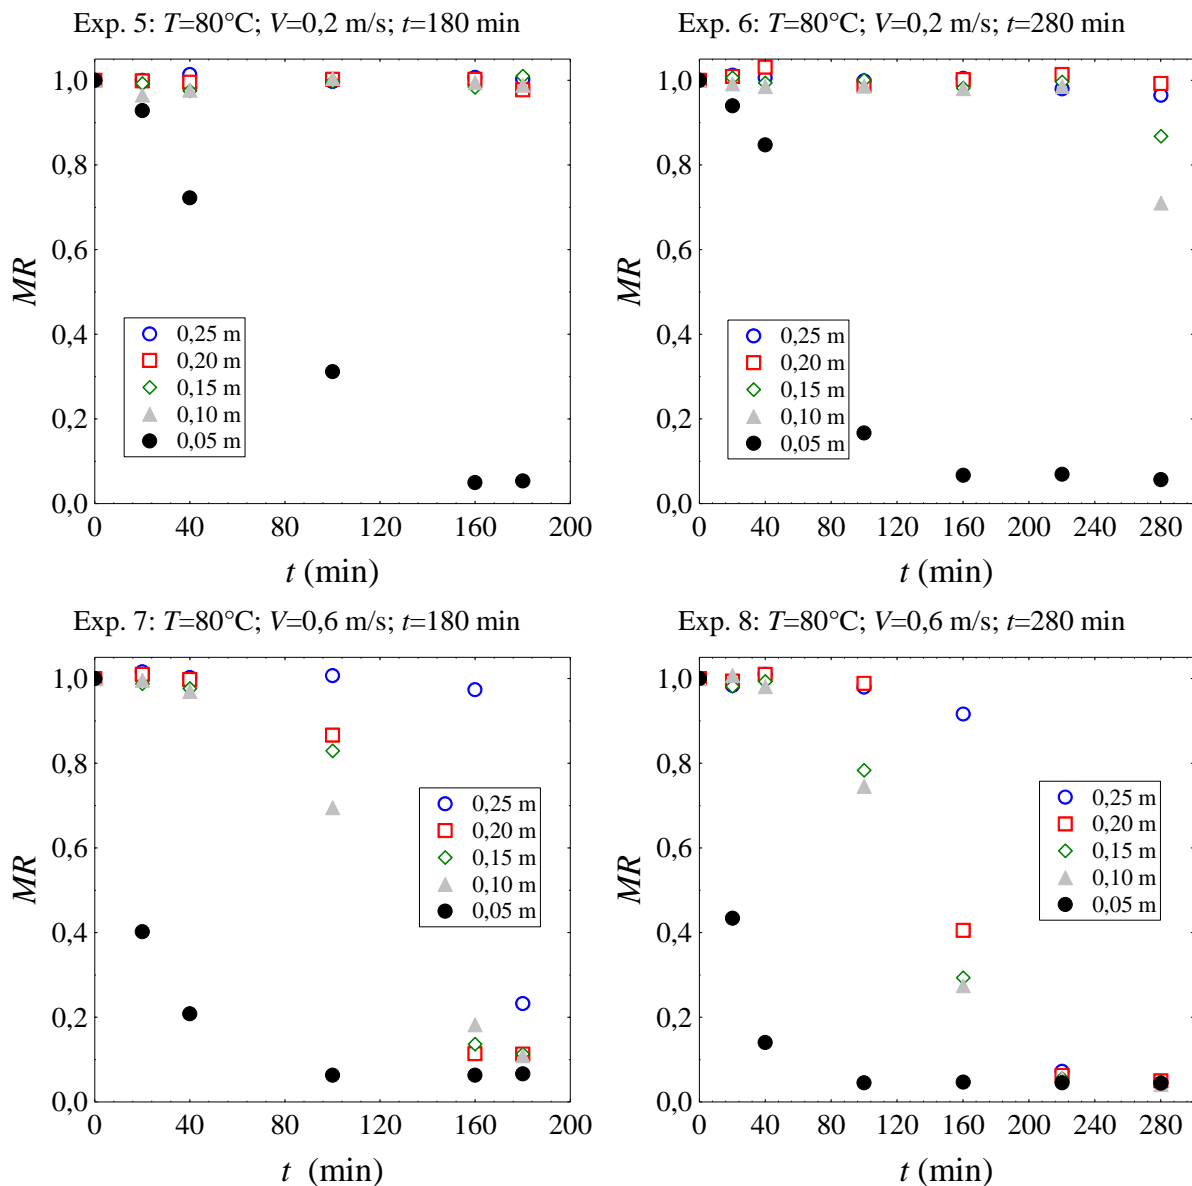 Exp. 5: T=80°C; V=0,2 m/s; t=180 min
1,0
0,8
0,6
0,4
0,2
0,0
MR
0,25 m
0,20 m
0,15 m
0,10 m
0,05 m
0 40 80 120 160 200
t (min)
Exp. 6: T=80°C; V=0,2 m/s; t=280 min
1,0
0,8
0,6
0,4
0,2
0,0
MR
0,25 m
0,20 m
0,15 m
0,10 m
0,05 m
0 40 80 120 160 200 240 280
t (min)
Exp. 7: T=80°C; V=0,6 m/s; t=180 min
1,0
0,8
0,6
0,4
0,2
0,0
MR
0,25 m
0,20 m
0,15 m
0,10 m
0,05 m
0 40 80 120 160 200
t (min)
Exp. 8: T=80°C; V=0,6 m/s; t=280 min
1,0
0,8
0,6
0,4
0,2
0,0
MR
0,25 m
0,20 m
0,15 m
0,10 m
0,05 m
0 40 80 120 160 200 240 280
t (min)